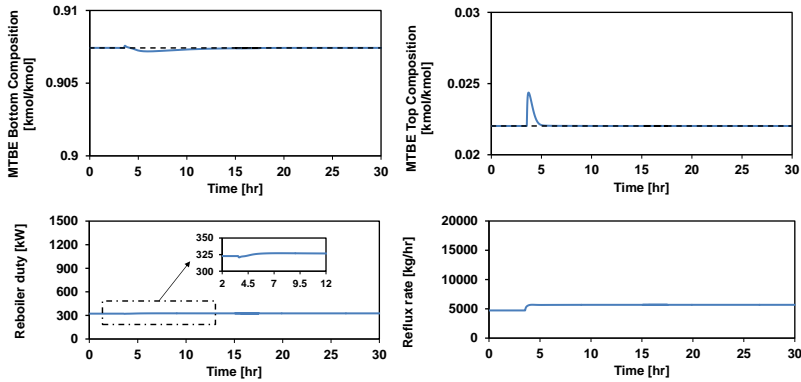 MTBE Bottom Composition
[kmol/kmol]
0.91
0.905
0.9
0 5 10 15 20 25 30
Time [hr]
MTBE Top Composition
[kmol/kmol]
0.03
0.025
0.02
0 5 10 15 20 25 30
Time [hr]
Reboiler duty [kW]
1500
1200
900
600
300
0
350
325
300
2 4.5 7 9.5 12
0 5 10 15 20 25 30
Time [hr]
Reflux rate [kg/hr]
20000
15000
10000
5000
0
0 5 10 15 20 25 30
Time [hr]